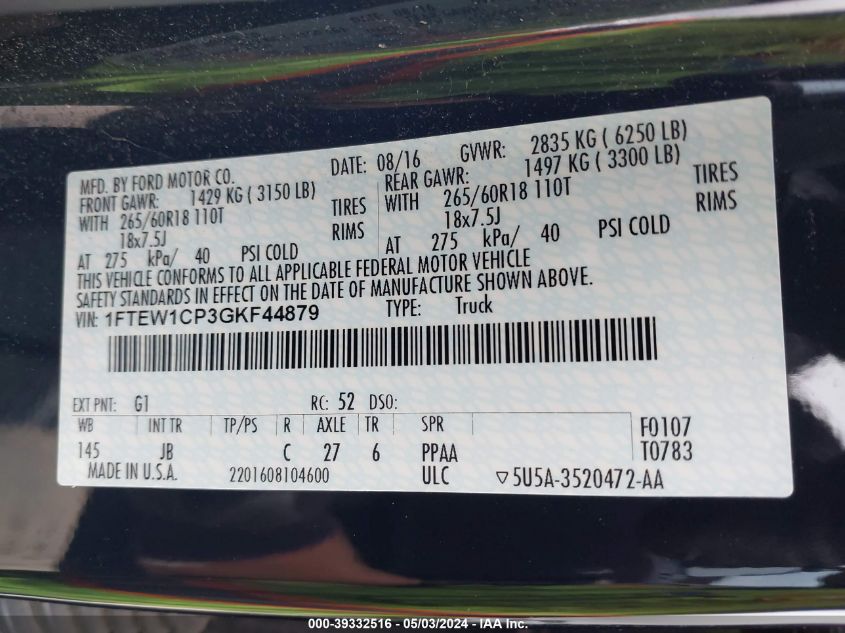 MFD. BY FORD MOTOR CO. DATE: 08/16 GVWR: 2835 KG ( 6250 LB)
FRONT GAWR: 1429 KG ( 3150 LB) REAR GAWR: 1497 KG ( 3300 LB)
WITH 265/60R18 110T TIRES WITH 265/60R18 110T TIRES
18x7.5J RIMS 18x7.5J RIMS
AT 275 kPa/ 40 PSI COLD AT 275 kPa/ 40 PSI COLD
THIS VEHICLE CONFORMS TO ALL APPLICABLE FEDERAL MOTOR VEHICLE
SAFETY STANDARDS IN EFFECT ON THE DATE OF MANUFACTURE SHOWN ABOVE.
VIN: 1FTEW1CP3GKF44879 TYPE: Truck
EXT PNT: G1 RC: 52 DSO:
WB INT TR TP/PS R AXLE TR SPR F0107
145 JB C 27 6 PPAA T0783
MADE IN U.S.A. 2201608104600 ULC ▽5U5A-3520472-AA
000-39332516 - 05/03/2024 - IAA Inc.